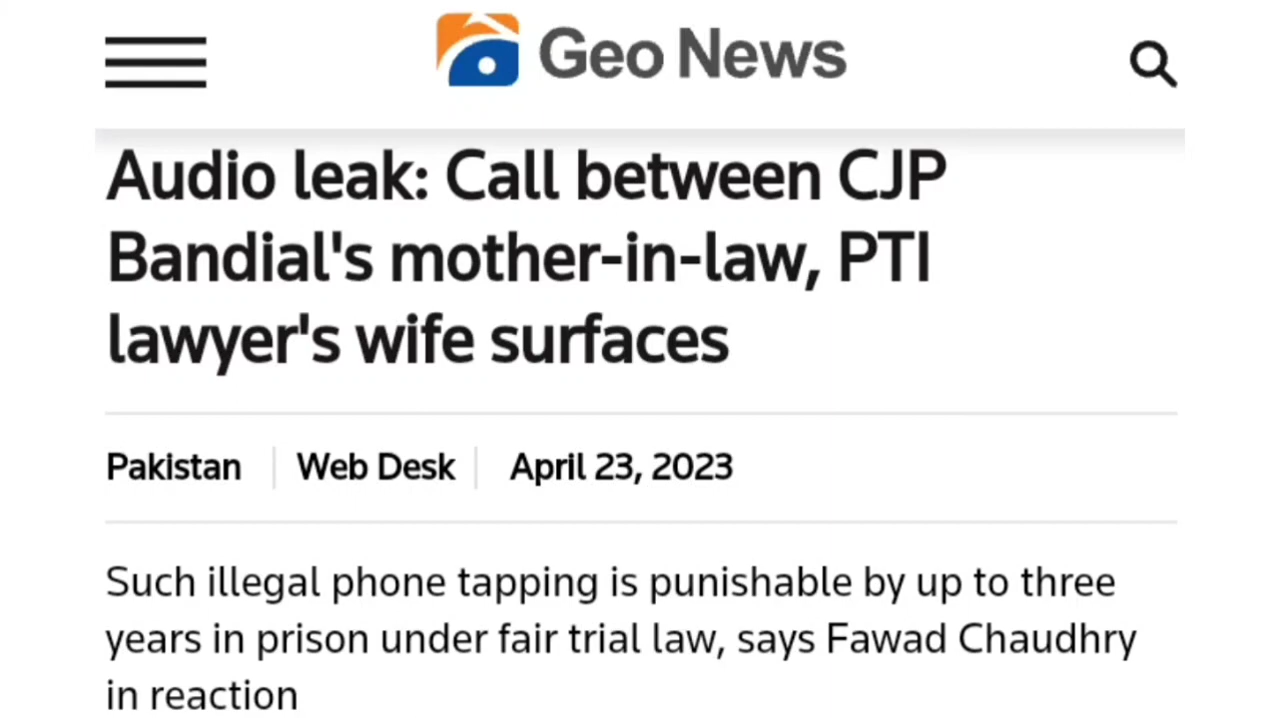 Geo News
Audio leak: Call between CJP
Bandial's mother-in-law, PTI
lawyer's wife surfaces
Pakistan
Web Desk
April 23, 2023
Such illegal phone tapping is punishable by up to three
years in prison under fair trial law, says Fawad Chaudhry
in reaction